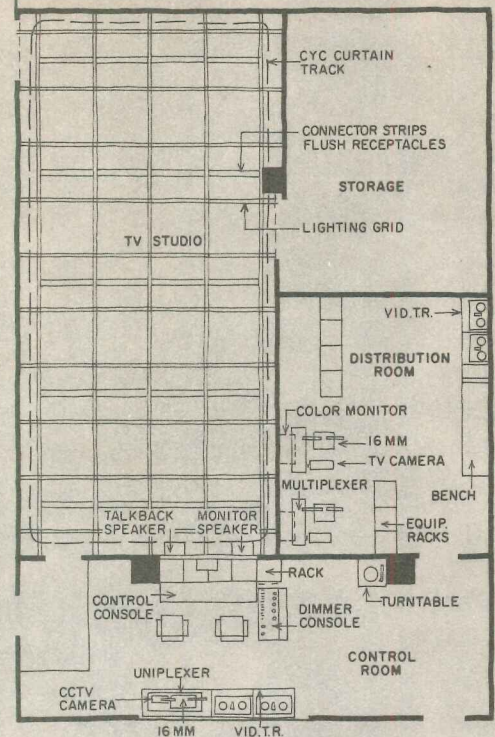 CYC CURTAIN
TRACK
CONNECTOR STRIPS
FLUSH RECEPTACLES
STORAGE
LIGHTING GRID
TV STUDIO
VID.T.R.
DISTRIBUTION
ROOM
COLOR MONITOR
16 MM
TV CAMERA
MULTIPLEXER
BENCH
EQUIP.
RACKS
TALKBACK
SPEAKER
MONITOR
SPEAKER
RACK
TURNTABLE
CONTROL
CONSOLE
DIMMER
CONSOLE
CONTROL
ROOM
UNIPLEXER
CCTV
CAMERA
16 MM
VID.T.R.